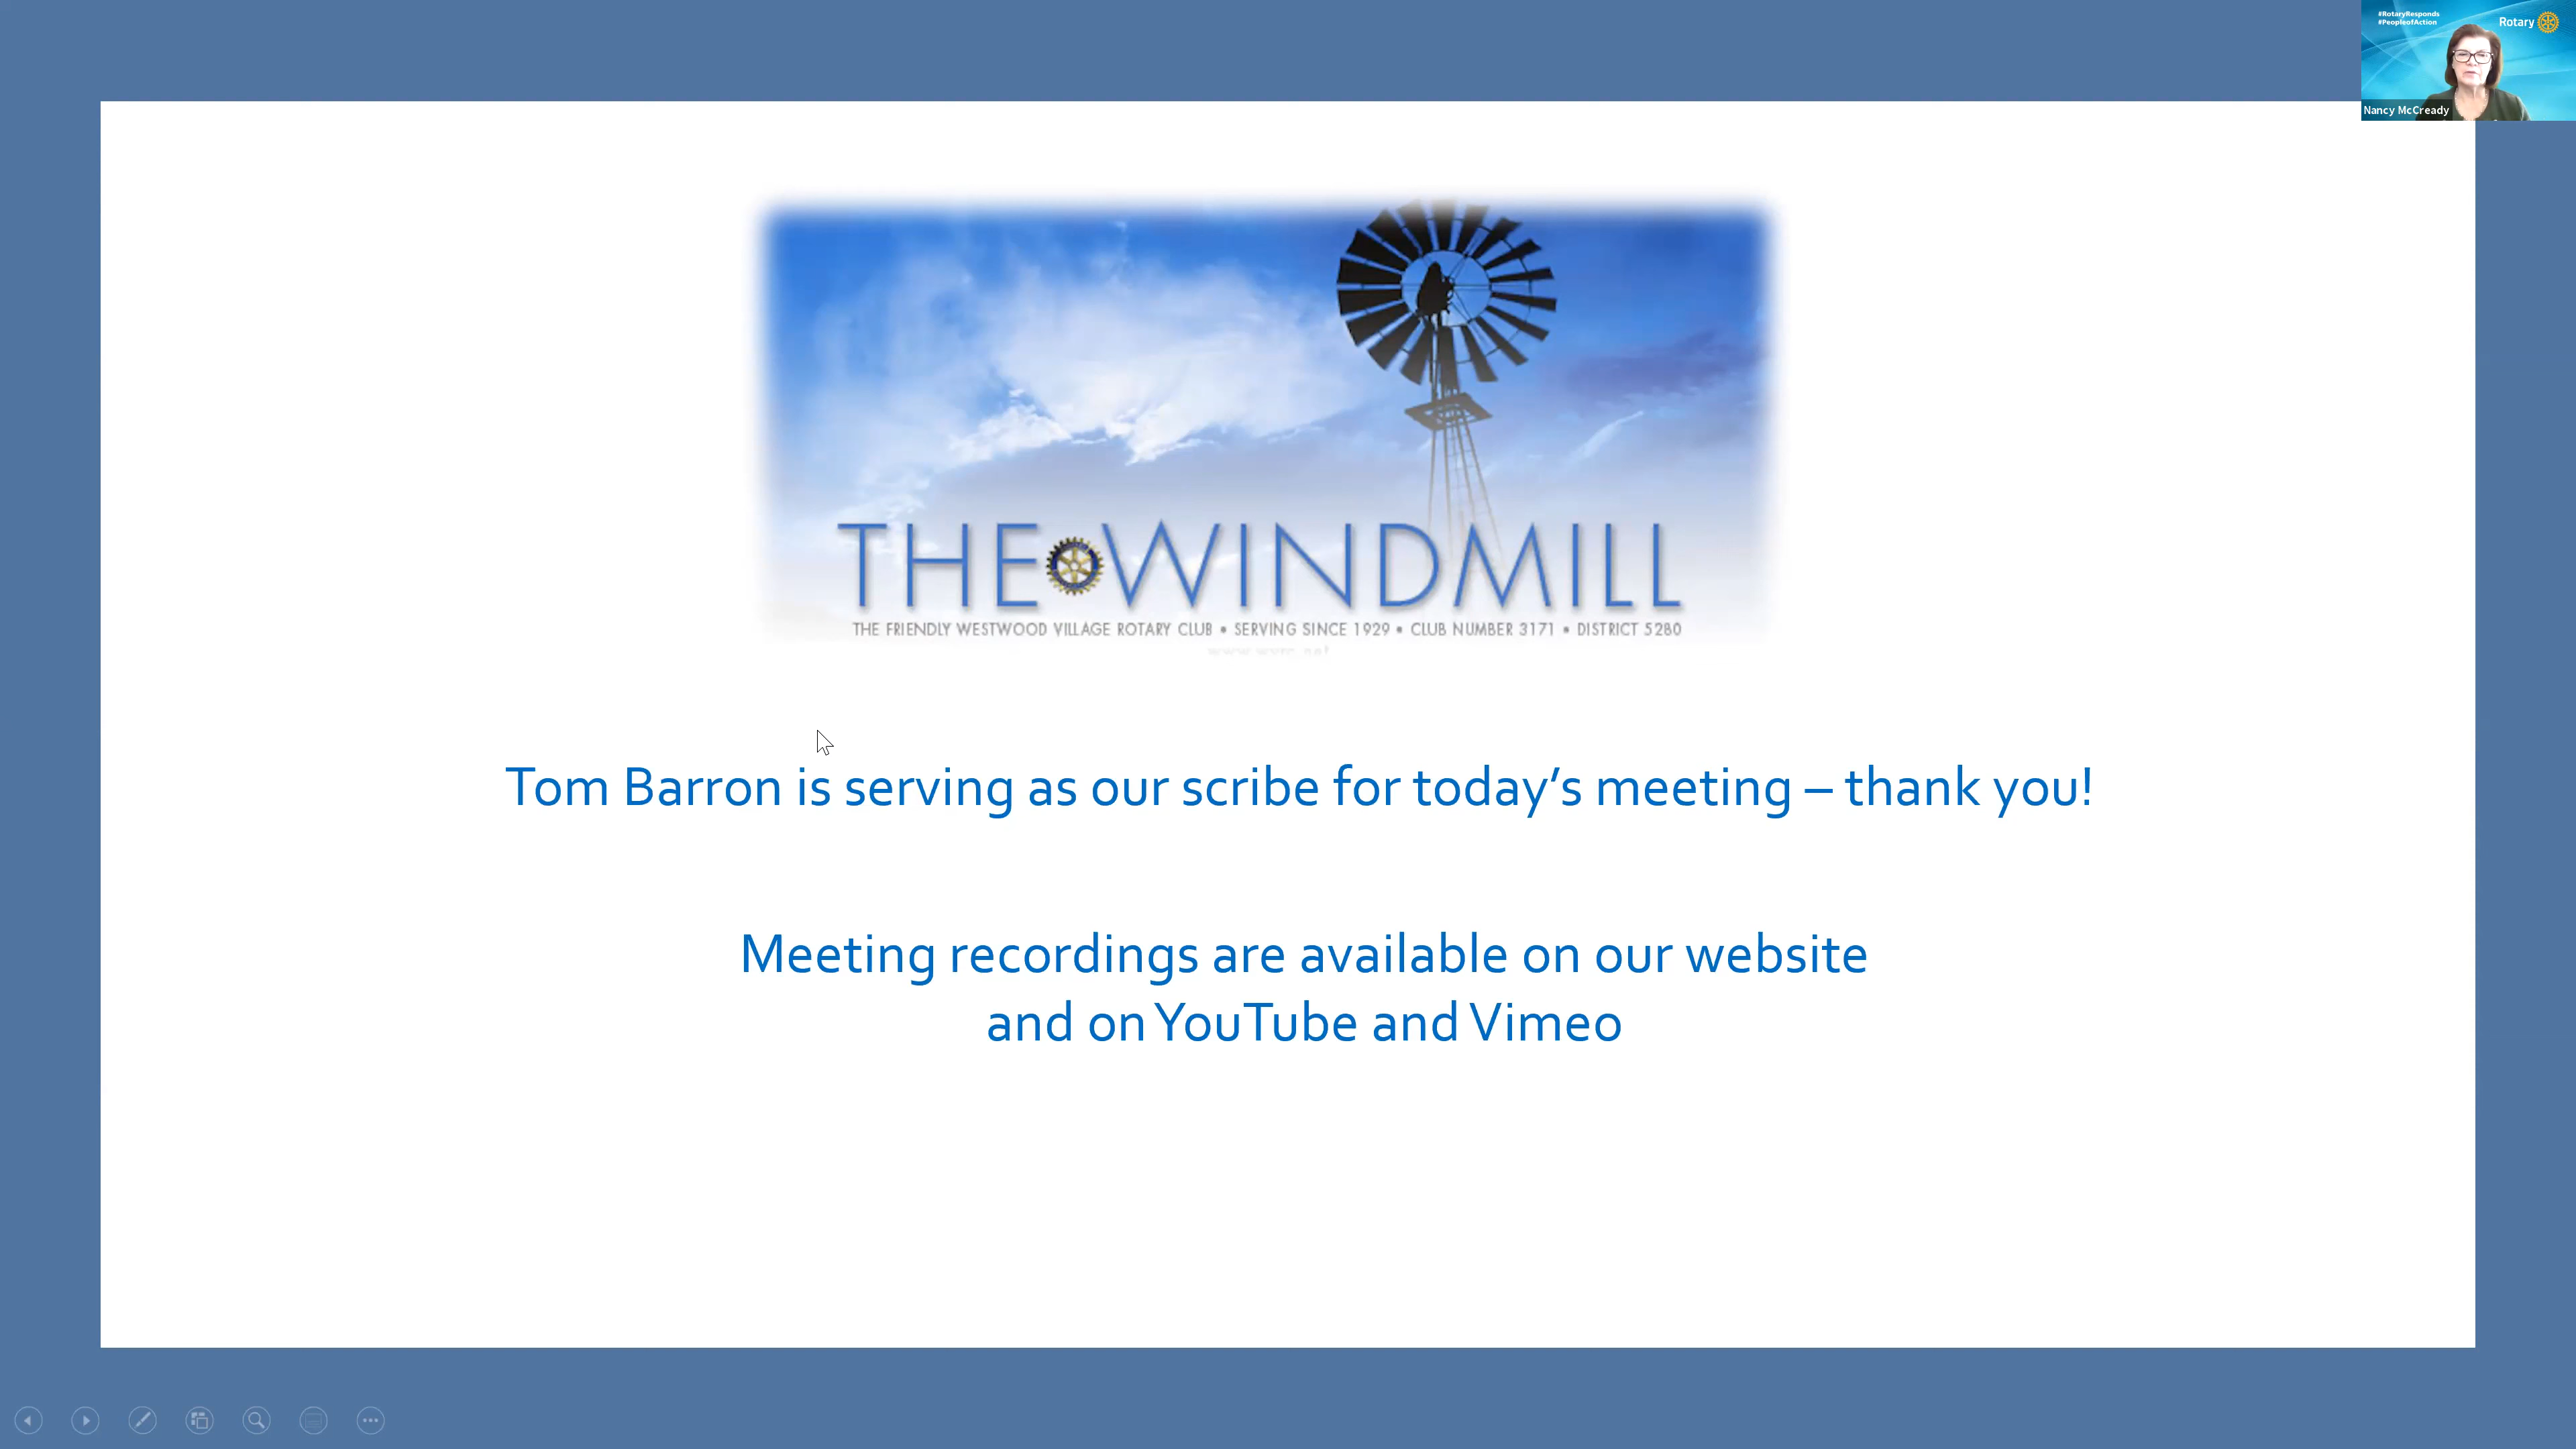 #RotaryResponds
#PeopleofAction
Rotary
Nancy McCready
THE WINDMILL
THE FRIENDLY WESTWOOD VILLAGE ROTARY CLUB • SERVING SINCE 1929 • CLUB NUMBER 3171 • DISTRICT 5280
Tom Barron is serving as our scribe for today’s meeting – thank you!
Meeting recordings are available on our website
and on YouTube and Vimeo